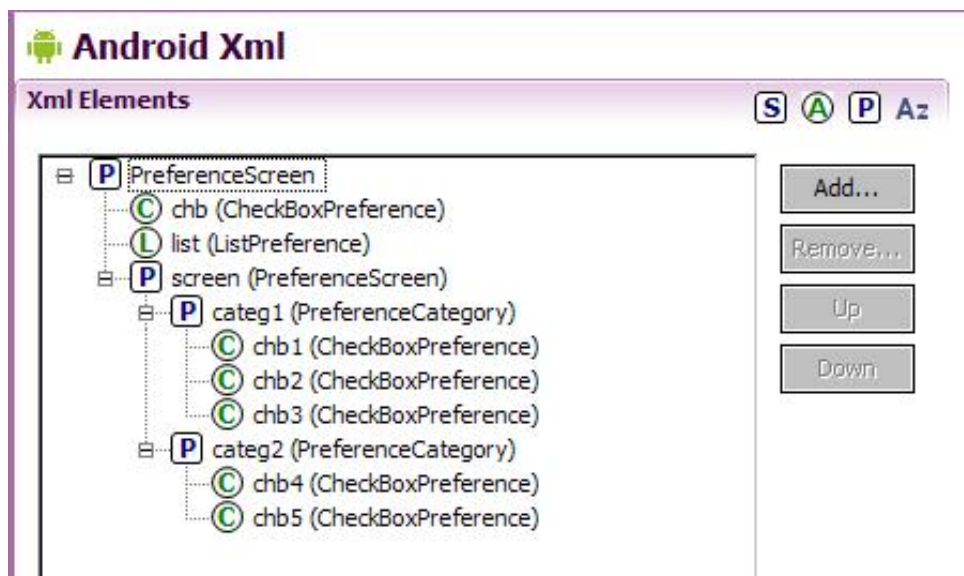 Android Xml
Xml Elements
S A P Az
P PreferenceScreen
C chb (CheckBoxPreference)
L list (ListPreference)
P screen (PreferenceScreen)
P categ1 (PreferenceCategory)
C chb1 (CheckBoxPreference)
C chb2 (CheckBoxPreference)
C chb3 (CheckBoxPreference)
P categ2 (PreferenceCategory)
C chb4 (CheckBoxPreference)
C chb5 (CheckBoxPreference)
Add...
Remove...
Up
Down